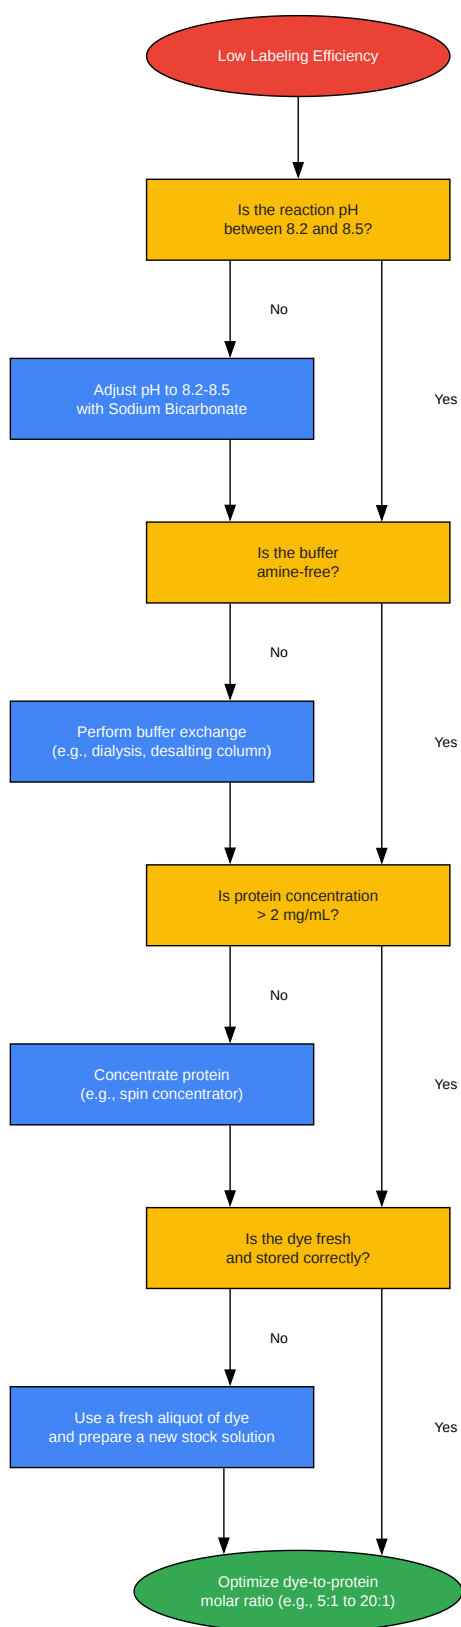 Low Labeling Efficiency
Is the reaction pH
between 8.2 and 8.5?
No
Adjust pH to 8.2-8.5
with Sodium Bicarbonate
Yes
Is the buffer
amine-free?
No
Perform buffer exchange
(e.g., dialysis, desalting column)
Yes
Is protein concentration
> 2 mg/mL?
No
Concentrate protein
(e.g., spin concentrator)
Yes
Is the dye fresh
and stored correctly?
No
Use a fresh aliquot of dye
and prepare a new stock solution
Yes
Optimize dye-to-protein
molar ratio (e.g., 5:1 to 20:1)